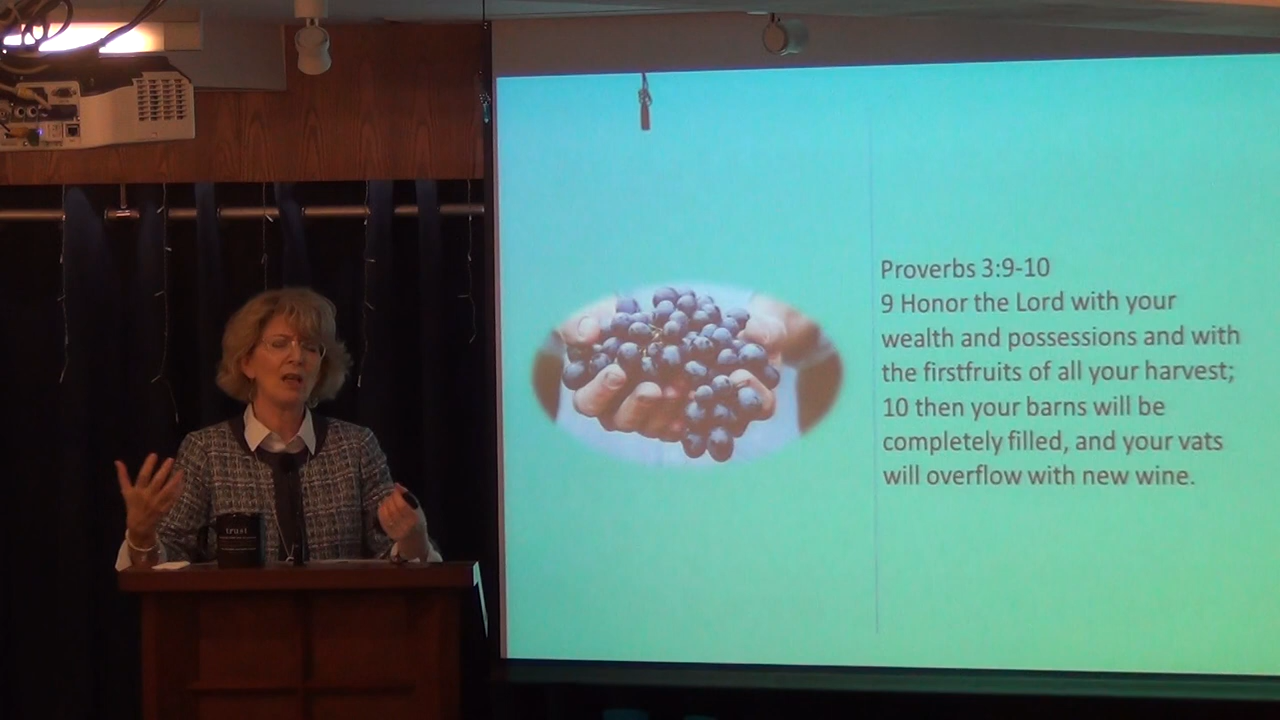 Proverbs 3:9-10
9 Honor the Lord with your
wealth and possessions and with
the firstfruits of all your harvest;
10 then your barns will be
completely filled, and your vats
will overflow with new wine.
trust